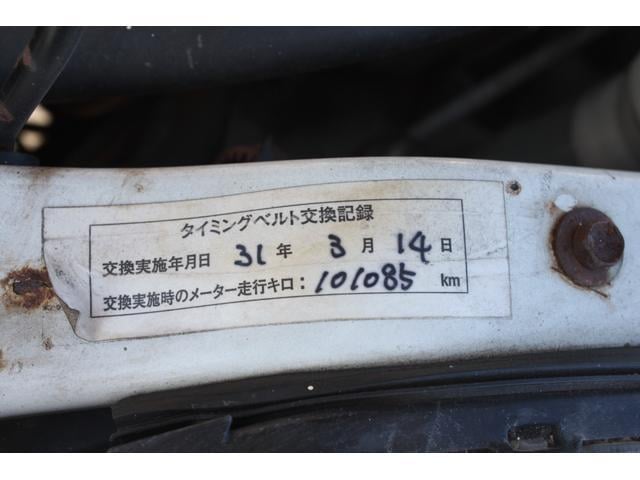 タイミングベルト交換記録
交換実施年月日 31 年 3 月 14 日
交換実施時のメーター走行キロ：101085 km